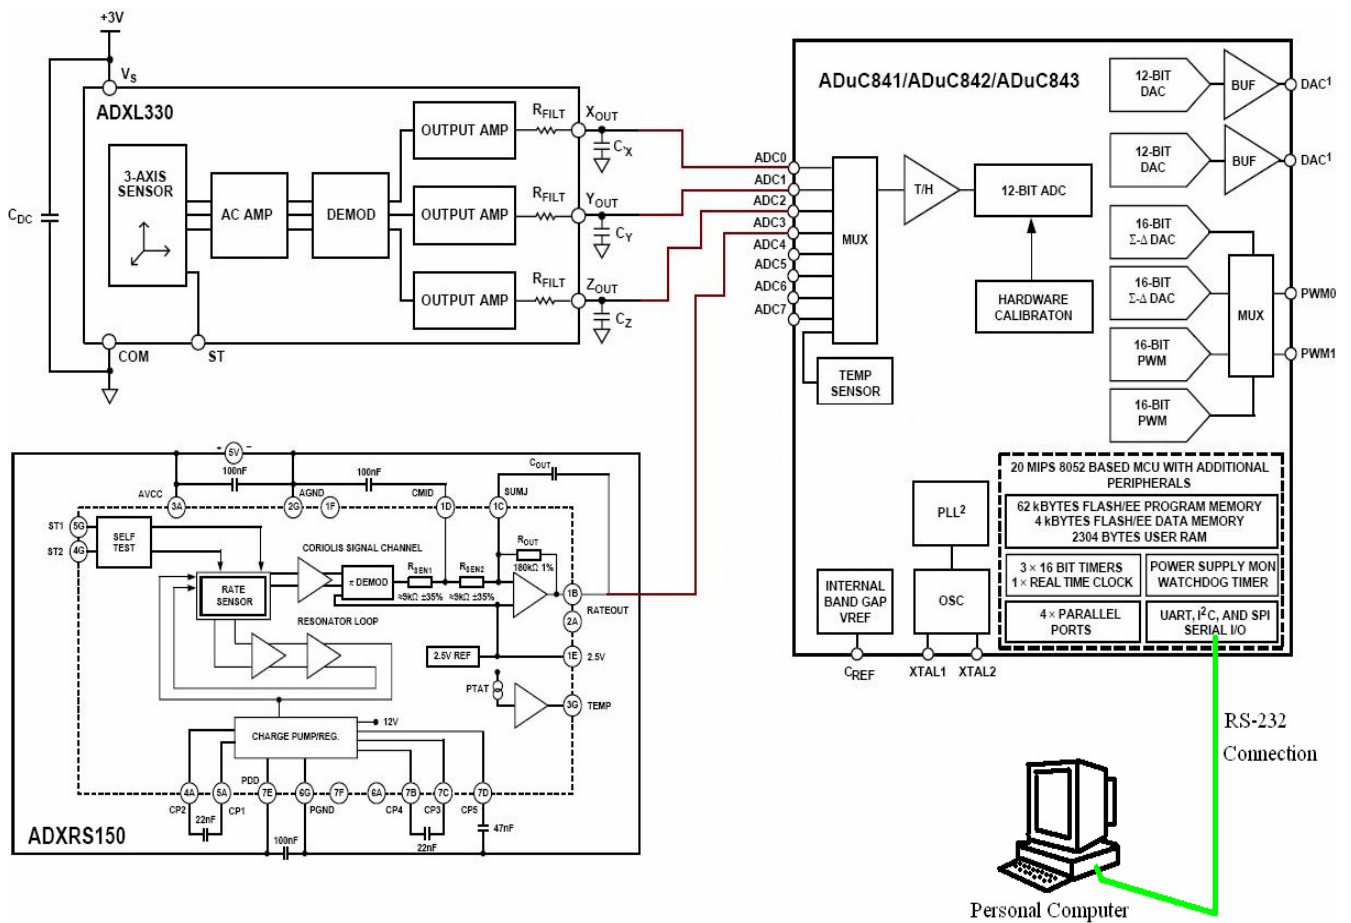 +3V
VS
ADXL330
3-AXIS
SENSOR
AC AMP
DEMOD
OUTPUT AMP
OUTPUT AMP
OUTPUT AMP
RFILT
RFILT
RFILT
XOUT
YOUT
ZOUT
C'X
CY
CZ
CDC
COM
ST
ADuC841/ADuC842/ADuC843
ADC0
ADC1
ADC2
ADC3
ADC4
ADC5
ADC6
ADC7
MUX
T/H
12-BIT ADC
HARDWARE
CALIBRATON
TEMP
SENSOR
12-BIT
DAC
BUF
DAC1
12-BIT
DAC
BUF
DAC1
16-BIT
Σ-Δ DAC
16-BIT
Σ-Δ DAC
16-BIT
PWM
16-BIT
PWM
MUX
PWM0
PWM1
20 MIPS 8052 BASED MCU WITH ADDITIONAL
PERIPHERALS
62 kBYTES FLASH/EE PROGRAM MEMORY
4 kBYTES FLASH/EE DATA MEMORY
2304 BYTES USER RAM
3 × 16 BIT TIMERS
1 × REAL TIME CLOCK
POWER SUPPLY MON
WATCHDOG TIMER
4 × PARALLEL
PORTS
UART, I2C, AND SPI
SERIAL I/O
PLL2
OSC
INTERNAL
BAND GAP
VREF
CREF
XTAL1
XTAL2
+ 5V −
100nF
100nF
COUT
AVCC
3A
AGND
2G
1F
CMID
1D
SUMJ
1C
ST1
5G
ST2
4G
SELF
TEST
CORIOLIS SIGNAL CHANNEL
RATE
SENSOR
π DEMOD
RSEN1
≈9kΩ ±35%
RSEN2
≈9kΩ ±35%
ROUT
180kΩ 1%
1B
RATEOUT
2A
RESONATOR LOOP
2.5V REF
1E
2.5V
PTAT
3G
TEMP
CHARGE PUMP/REG.
12V
4A
5A
7E
6G
7F
6A
7B
7C
7D
CP2
CP1
PDD
PGND
CP4
CP3
CP5
22nF
100nF
22nF
47nF
ADXRS150
RS-232
Connection
Personal Computer